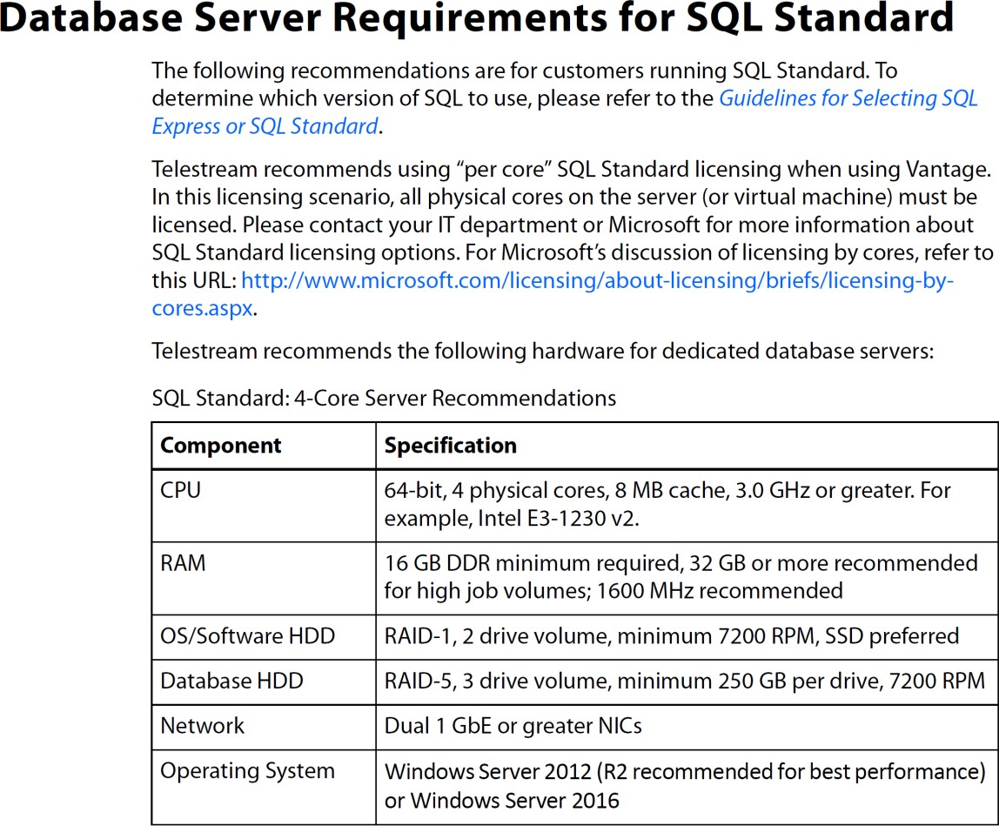 Database Server Requirements for SQL Standard
The following recommendations are for customers running SQL Standard. To
determine which version of SQL to use, please refer to the Guidelines for Selecting SQL
Express or SQL Standard.
Telestream recommends using “per core” SQL Standard licensing when using Vantage.
In this licensing scenario, all physical cores on the server (or virtual machine) must be
licensed. Please contact your IT department or Microsoft for more information about
SQL Standard licensing options. For Microsoft’s discussion of licensing by cores, refer to
this URL: http://www.microsoft.com/licensing/about-licensing/briefs/licensing-by-
cores.aspx.
Telestream recommends the following hardware for dedicated database servers:
SQL Standard: 4-Core Server Recommendations
Component Specification
CPU 64-bit, 4 physical cores, 8 MB cache, 3.0 GHz or greater. For
example, Intel E3-1230 v2.
RAM 16 GB DDR minimum required, 32 GB or more recommended
for high job volumes; 1600 MHz recommended
OS/Software HDD RAID-1, 2 drive volume, minimum 7200 RPM, SSD preferred
Database HDD RAID-5, 3 drive volume, minimum 250 GB per drive, 7200 RPM
Network Dual 1 GbE or greater NICs
Operating System Windows Server 2012 (R2 recommended for best performance)
or Windows Server 2016